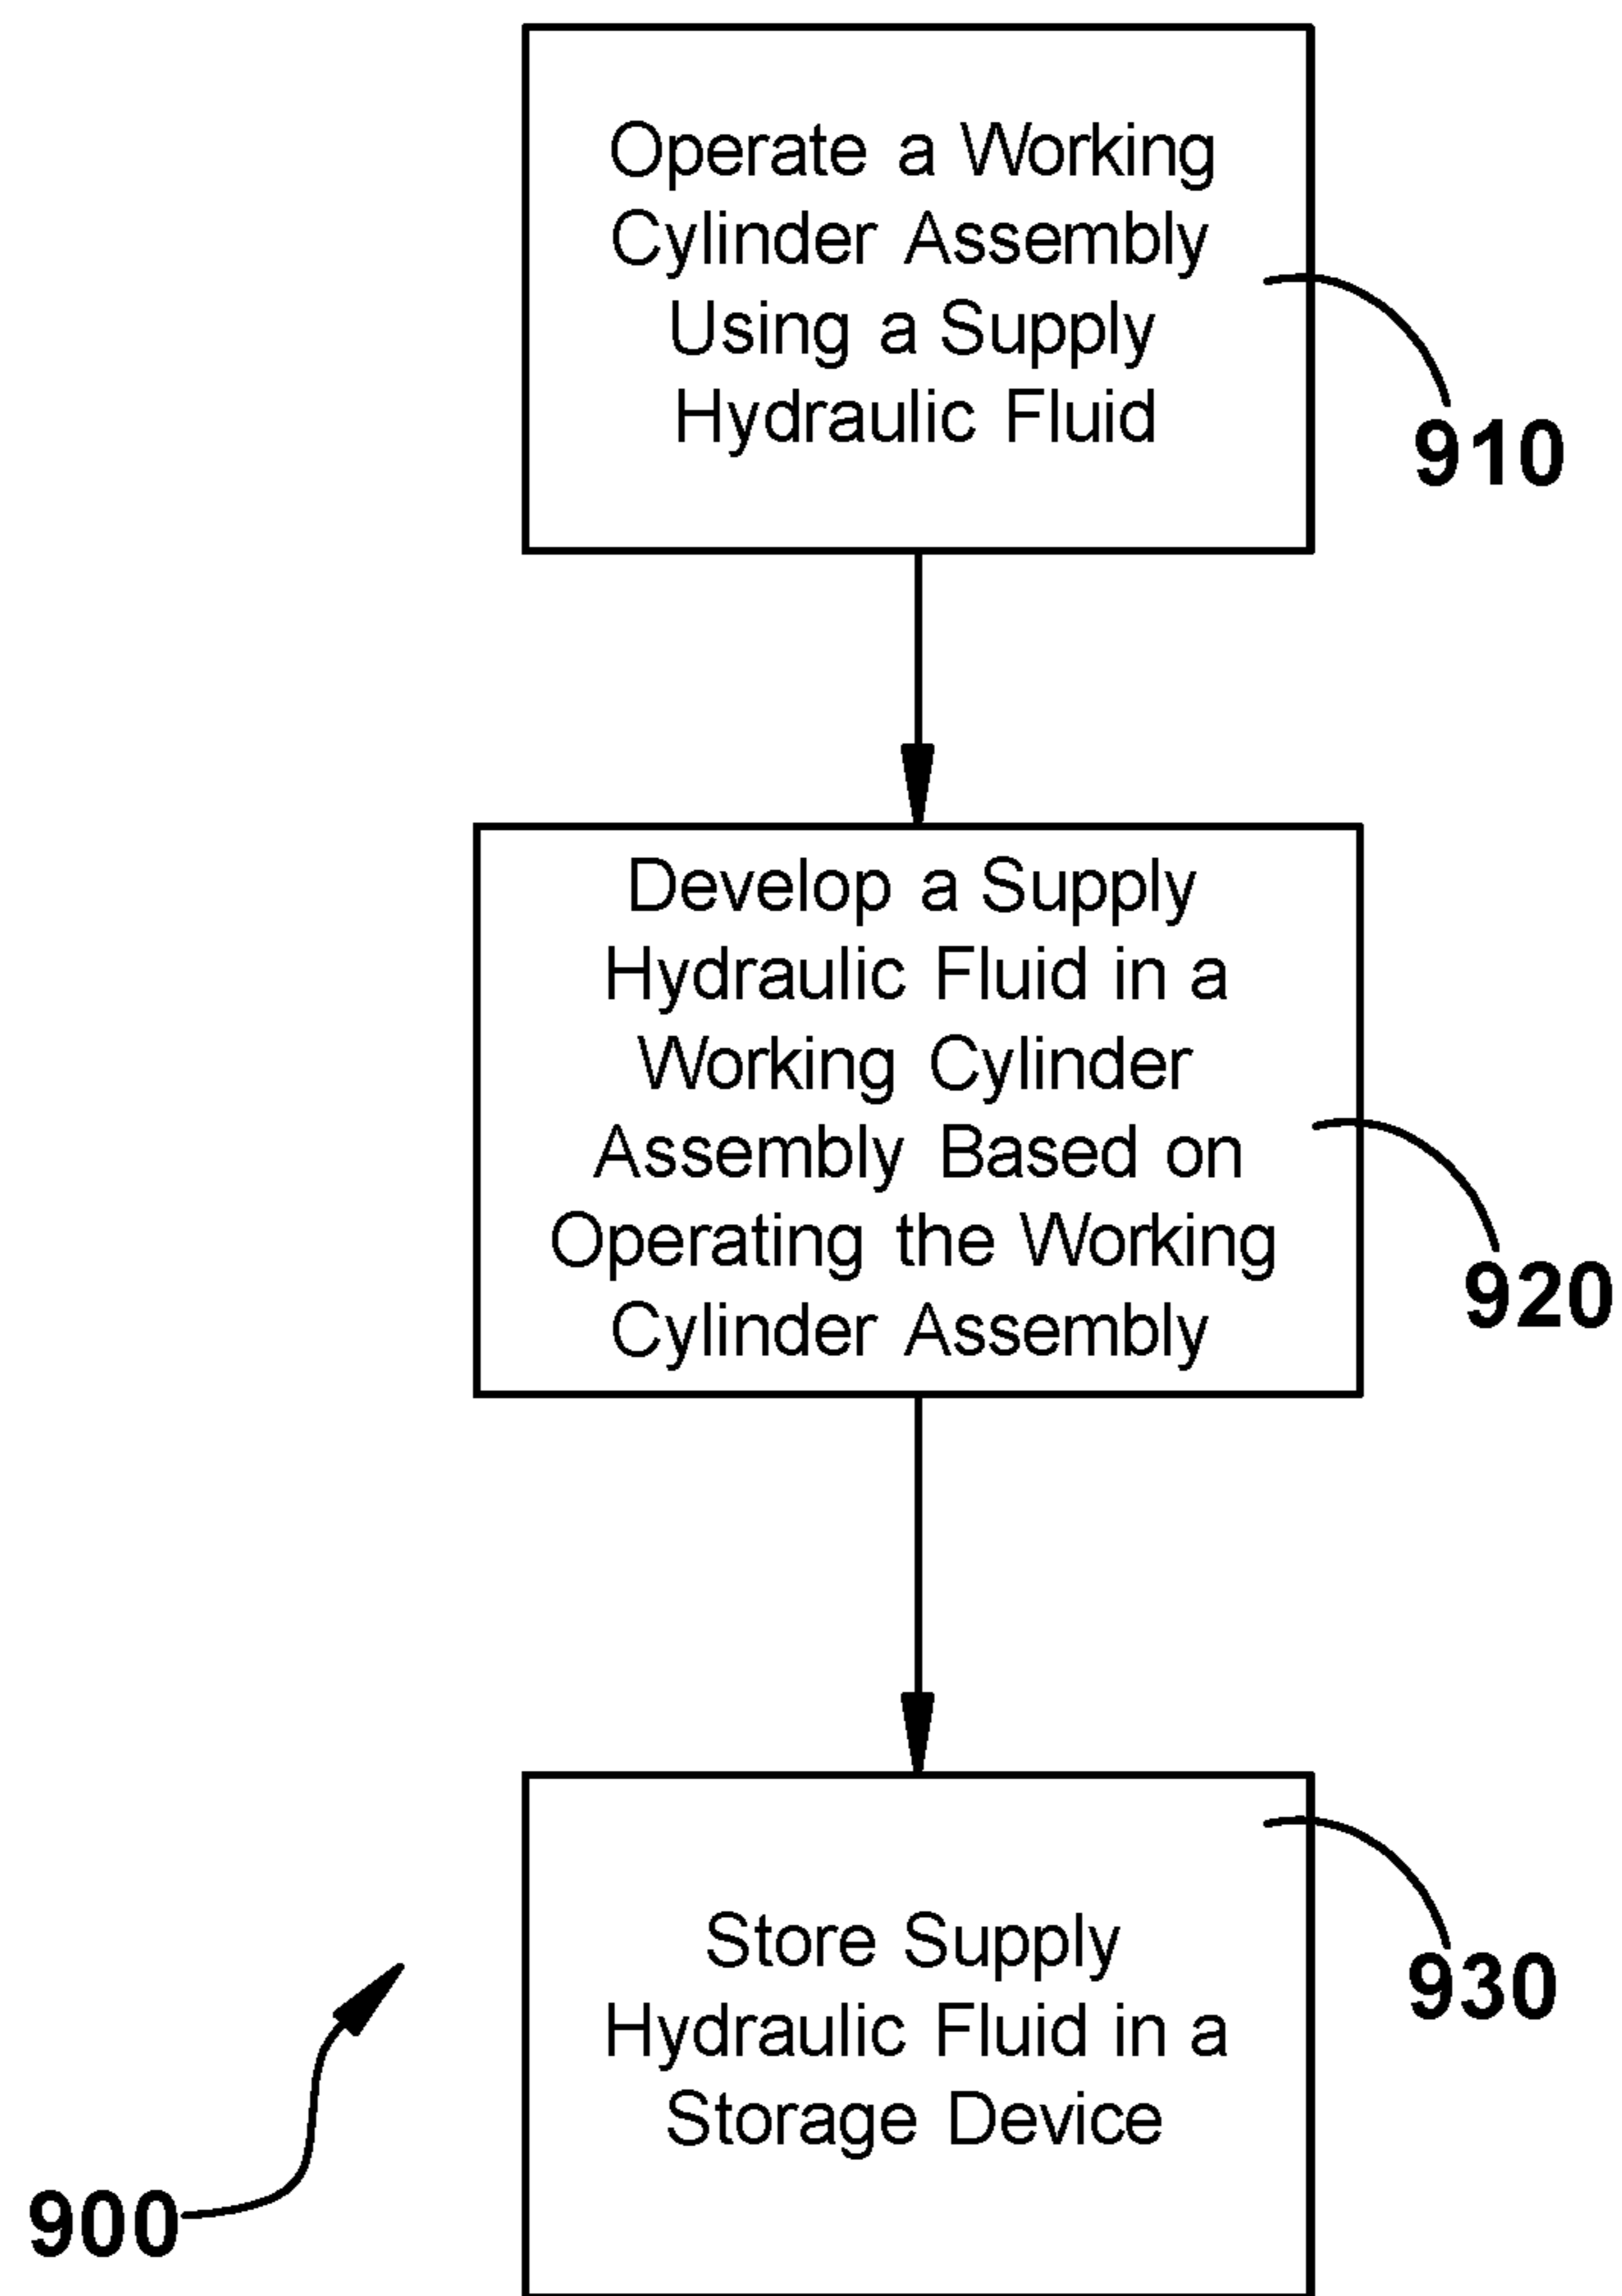 Operate a Working
Cylinder Assembly
Using a Supply
Hydraulic Fluid
910
Develop a Supply
Hydraulic Fluid in a
Working Cylinder
Assembly Based on
Operating the Working
Cylinder Assembly
920
Store Supply
Hydraulic Fluid in a
Storage Device
930
900